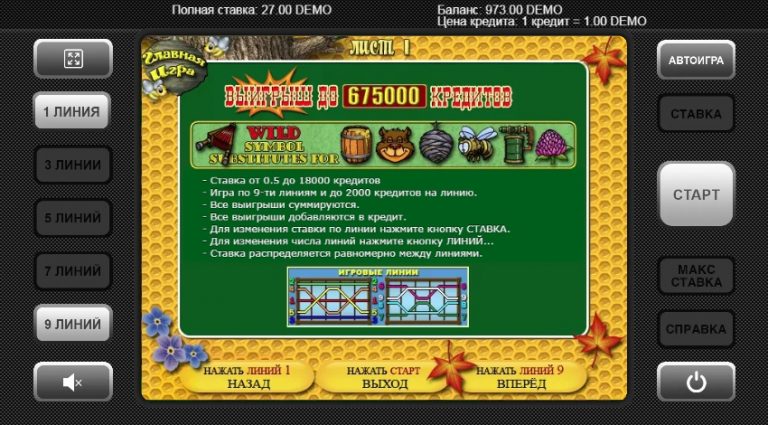 Полная ставка: 27.00 DEMO
Баланс: 973.00 DEMO
Цена кредита: 1 кредит = 1.00 DEMO
Главная
Игра
ЛИСТ 1
АВТОИГРА
ВЫИГРЫШ ДО 675000 КРЕДИТОВ
1 ЛИНИЯ
СТАВКА
WILD
SYMBOL
SUBSTITUTES FOR
3 ЛИНИИ
- Ставка от 0.5 до 18000 кредитов
- Игра по 9-ти линиям и до 2000 кредитов на линию.
- Все выигрыши суммируются.
- Все выигрыши добавляются в кредит.
- Для изменения ставки по линии нажмите кнопку СТАВКА.
- Для изменения числа линий нажмите кнопку ЛИНИЙ...
- Ставка распределяется равномерно между линиями.
СТАРТ
5 ЛИНИЙ
7 ЛИНИЙ
ИГРОВЫЕ ЛИНИИ
МАКС
СТАВКА
9 ЛИНИЙ
СПРАВКА
НАЖАТЬ ЛИНИЙ 1
НАЗАД
НАЖАТЬ СТАРТ
ВЫХОД
НАЖАТЬ ЛИНИЙ 9
ВПЕРЁД